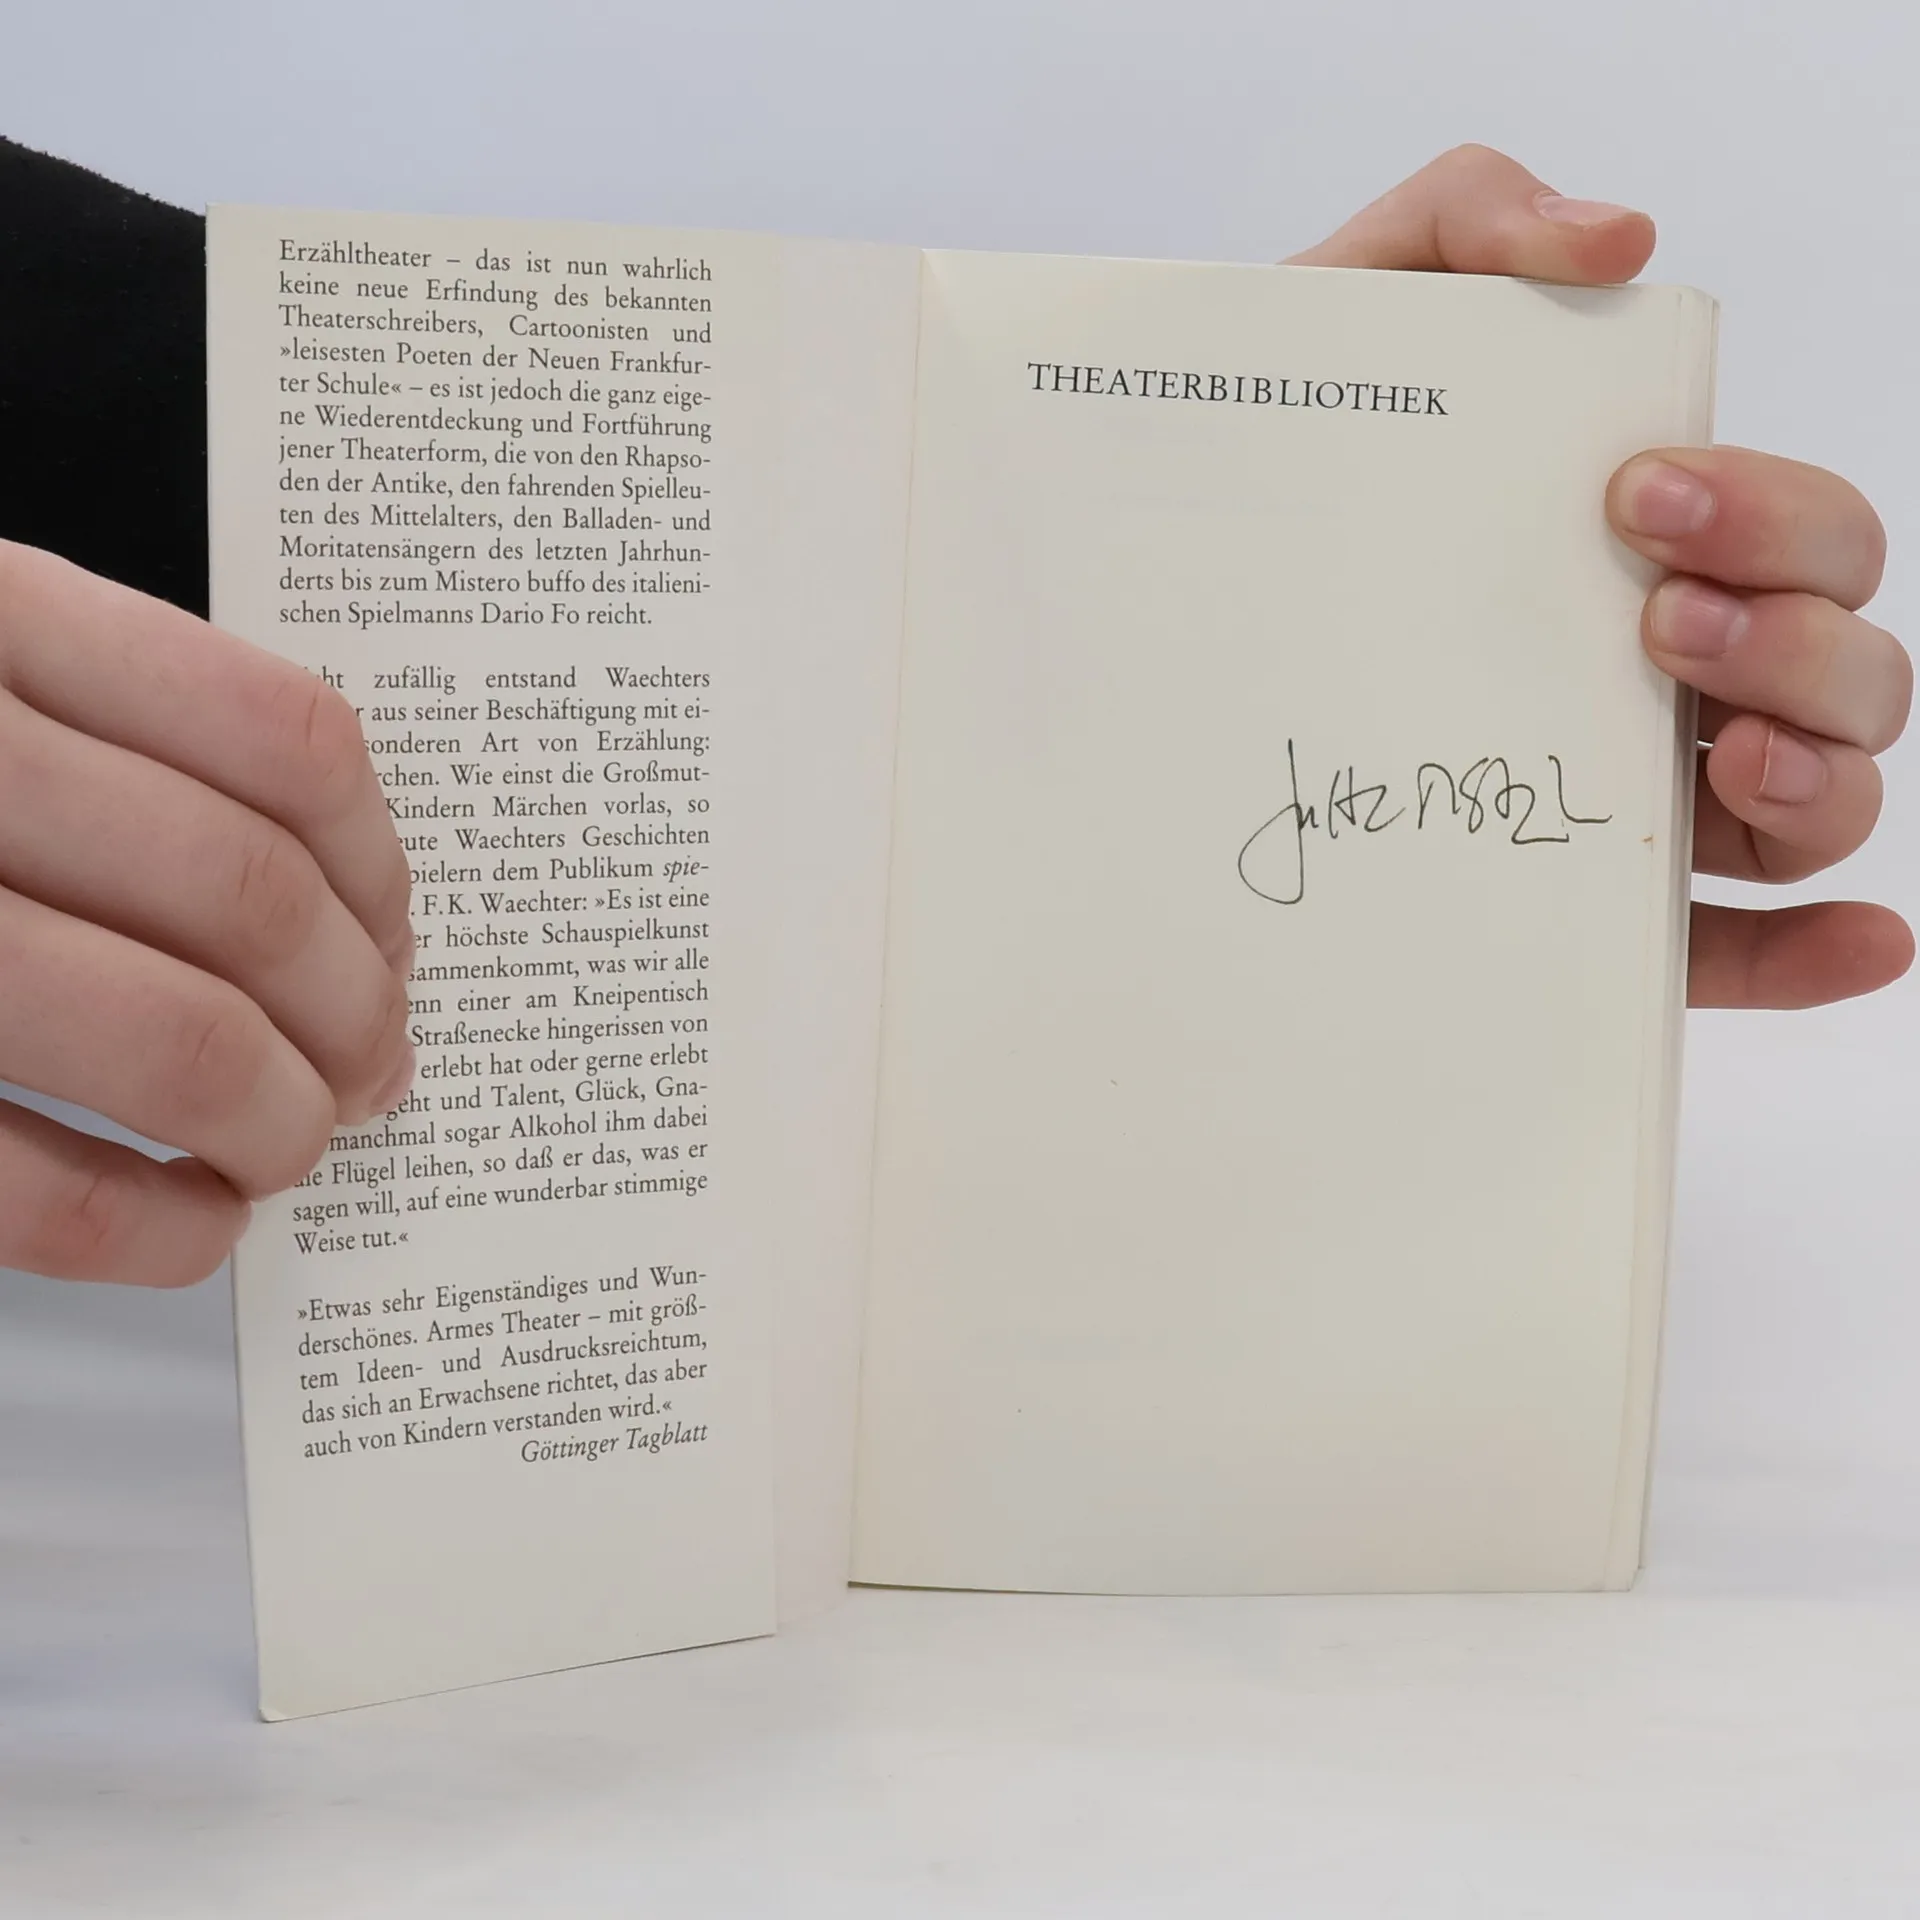 Erzähltheater – das ist nun wahrlich
keine neue Erfindung des bekannten
Theaterschreibers, Cartoonisten und
»leisesten Poeten der Neuen Frankfur-
ter Schule« – es ist jedoch die ganz eige-
ne Wiederentdeckung und Fortführung
jener Theaterform, die von den Rhapso-
den der Antike, den fahrenden Spielleu-
ten des Mittelalters, den Balladen- und
Moritatensängern des letzten Jahrhun-
derts bis zum Mistero buffo des italieni-
schen Spielmanns Dario Fo reicht.
zufällig entstand Waechters
aus seiner Beschäftigung mit ei-
Art von Erzählung:
Wie einst die Großmut-
Kindern Märchen vorlas, so
Waechters Geschichten
dem Publikum spie-
F.K. Waechter: »Es ist eine
höchste Schauspielkunst
was wir alle
einer am Kneipentisch
Straßenecke hingerissen von
erlebt hat oder gerne erlebt
geht und Talent, Glück, Gna-
manchmal sogar Alkohol ihm dabei
Flügel leihen, so daß er das, was er
sagen will, auf eine wunderbar stimmige
Weise tut.«
»Etwas sehr Eigenständiges und Wun-
derschönes. Armes Theater – mit größ-
tem Ideen- und Ausdrucksreichtum,
das sich an Erwachsene richtet, das aber
auch von Kindern verstanden wird.«
Göttinger Tagblatt
THEATERBIBLIOTHEK